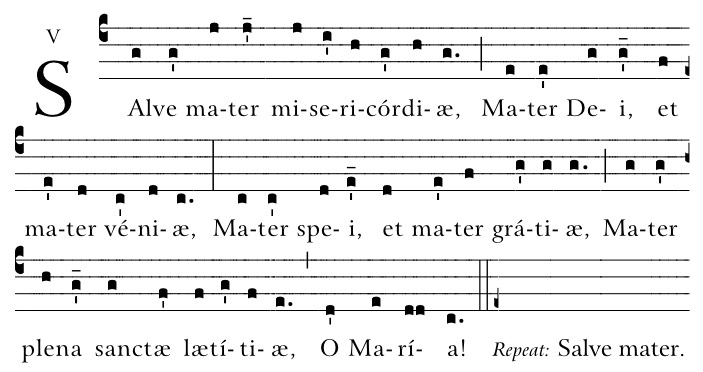 V
SAlve ma-ter mi-se-ri-córdi-æ, Ma-ter De-i, et
ma-ter vé-ni-æ, Ma-ter spe-i, et ma-ter grá-ti-æ, Ma-ter
plena sanctæ lætí-ti-æ, O Ma-rí-a! Repeat: Salve mater.